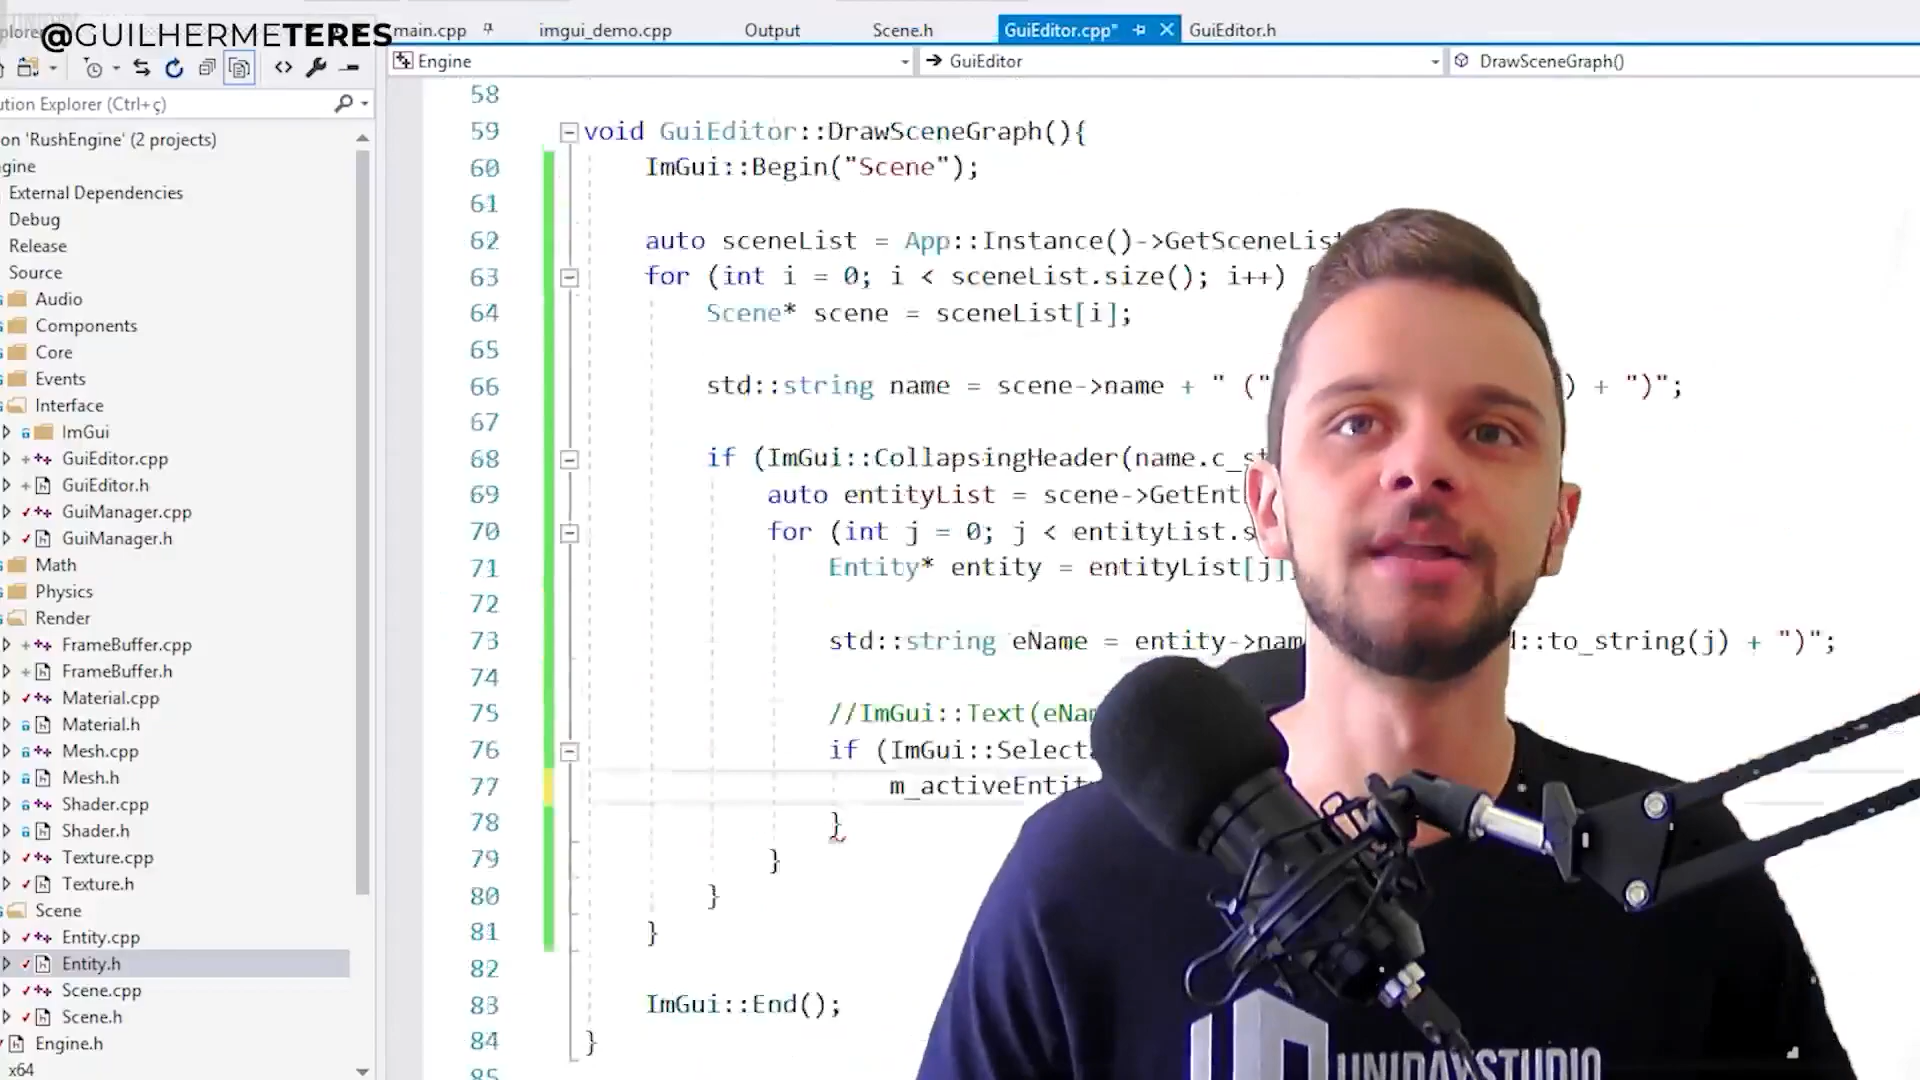 @GUILHERMETERES
main.cpp
imgui_demo.cpp
Output
Scene.h
GuiEditor.cpp*
GuiEditor.h
Engine
GuiEditor
DrawSceneGraph()
ution Explorer (Ctrl+ç)
on 'RushEngine' (2 projects)
gine
External Dependencies
Debug
Release
Source
Audio
Components
Core
Events
Interface
ImGui
GuiEditor.cpp
GuiEditor.h
GuiManager.cpp
GuiManager.h
Math
Physics
Render
FrameBuffer.cpp
FrameBuffer.h
Material.cpp
Material.h
Mesh.cpp
Mesh.h
Shader.cpp
Shader.h
Texture.cpp
Texture.h
Scene
Entity.cpp
Entity.h
Scene.cpp
Scene.h
Engine.h
x64
58
59 void GuiEditor::DrawSceneGraph(){
60 ImGui::Begin("Scene");
61
62 auto sceneList = App::Instance()->GetSceneList
63 for (int i = 0; i < sceneList.size(); i++)
64 Scene* scene = sceneList[i];
65
66 std::string name = scene->name + " (" ) + ")";
67
68 if (ImGui::CollapsingHeader(name.c_st
69 auto entityList = scene->GetEnt
70 for (int j = 0; j < entityList.s
71 Entity* entity = entityList[j]
72
73 std::string eName = entity->nam ::to_string(j) + ")";
74
75 //ImGui::Text(eNam
76 if (ImGui::Select
77 m_activeEntit
78 }
79 }
80 }
81 }
82
83 ImGui::End();
84 }
85
UNIDAYSTUDIO